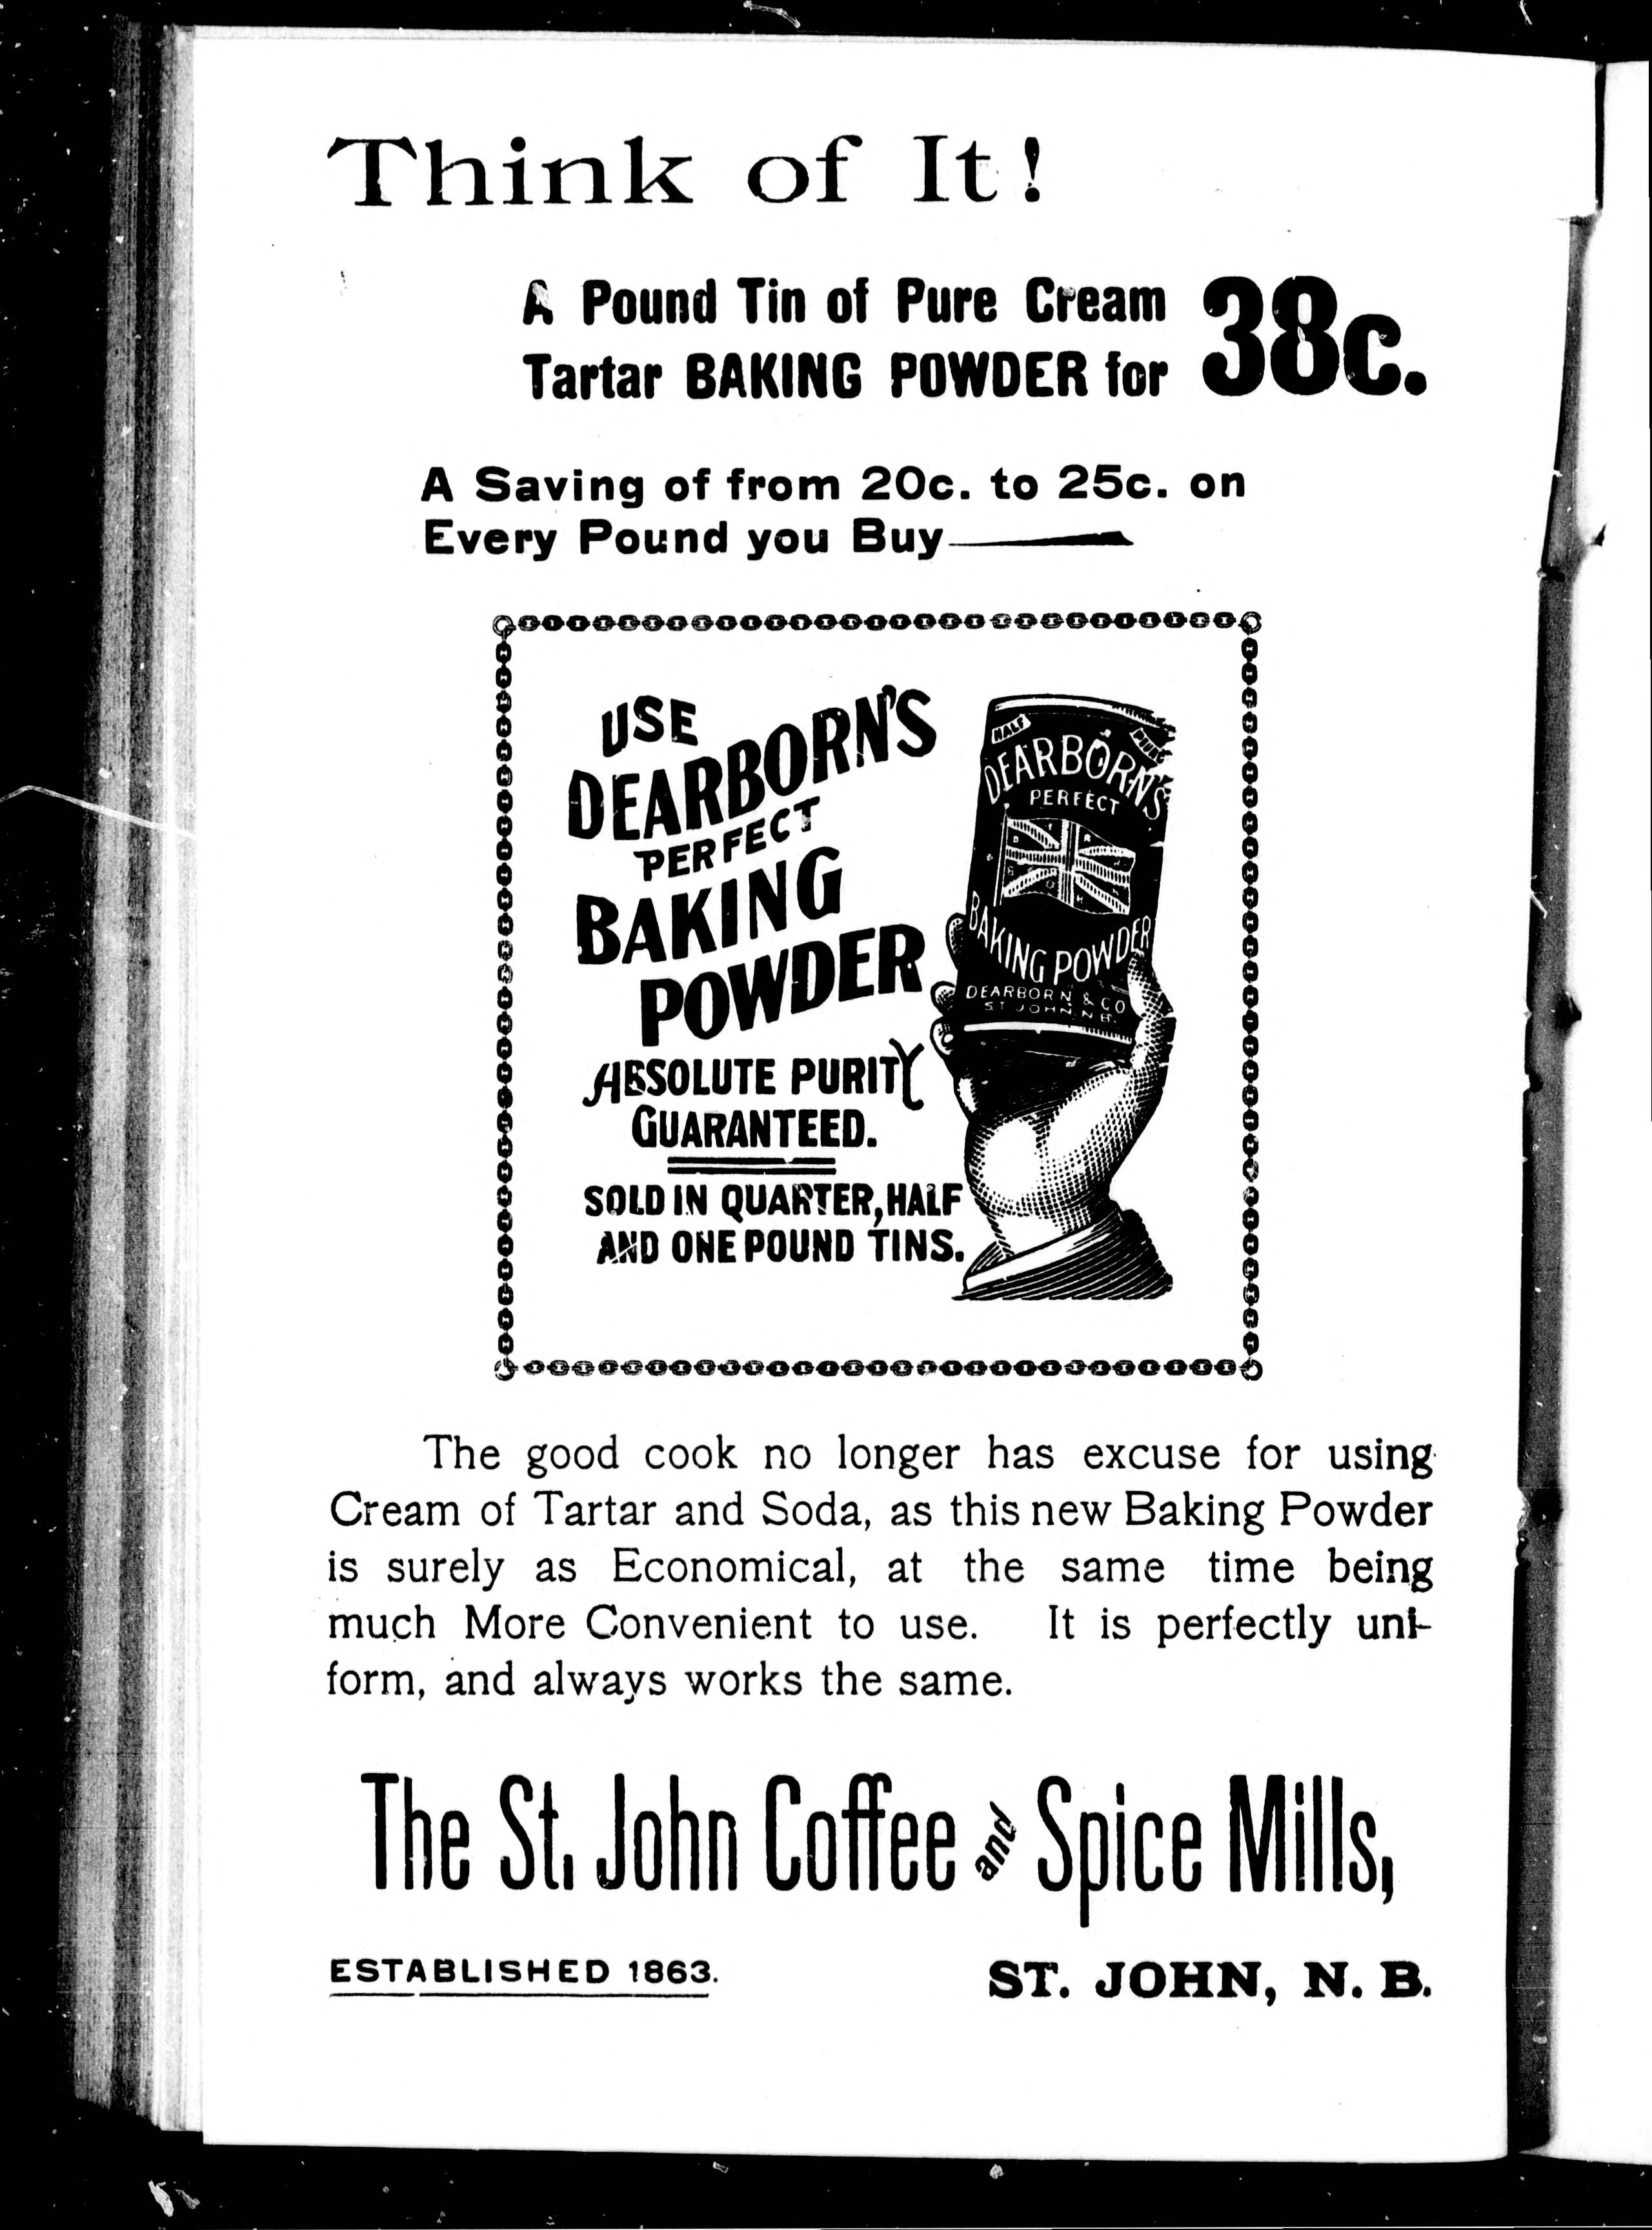 Think of It!
A Pound Tin of Pure Cream
Tartar BAKING POWDER for 38c.
A Saving of from 20c. to 25c. on
Every Pound you Buy
USE
DEARBORN'S
PERFECT
BAKING
POWDER
ABSOLUTE PURITY
GUARANTEED.
SOLD IN QUARTER, HALF
AND ONE POUND TINS.
HALF
DEARBORN'S
PERFECT
BAKING POWDER
DEARBORN & CO
ST JOHN. N B.
The good cook no longer has excuse for using
Cream of Tartar and Soda, as this new Baking Powder
is surely as Economical, at the same time being
much More Convenient to use. It is perfectly uni-
form, and always works the same.
The St. John Coffee and Spice Mills,
ESTABLISHED 1863.
ST. JOHN, N. B.